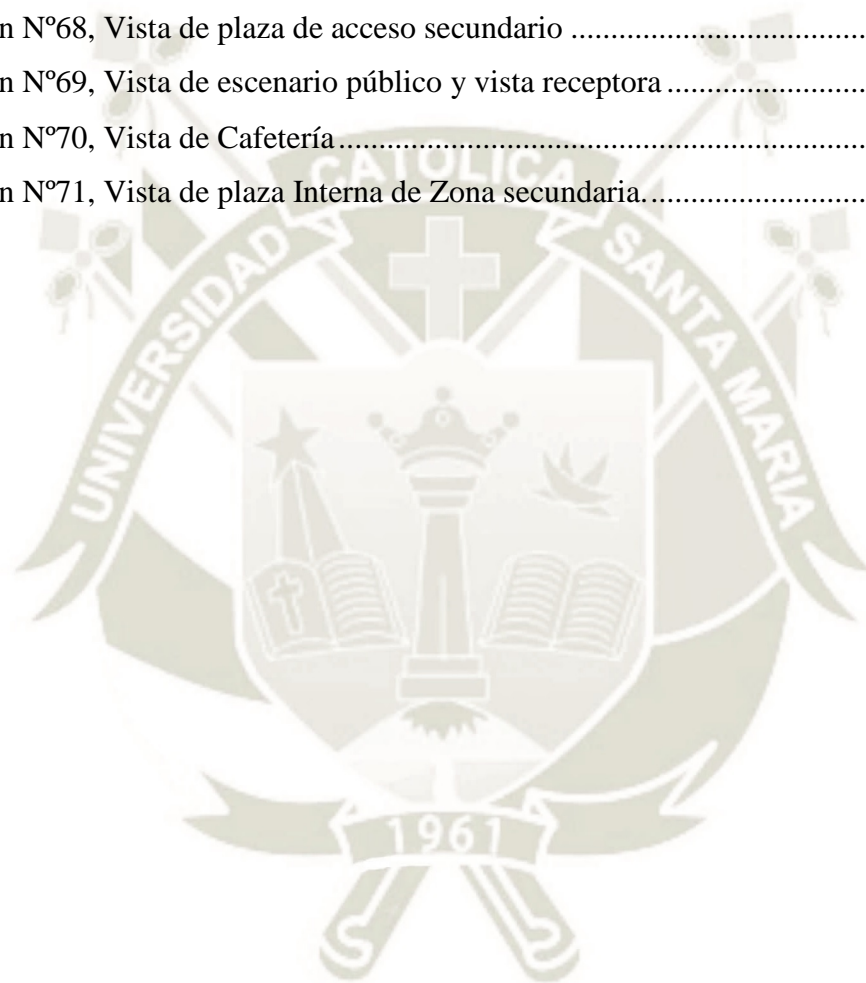 n Nº68, Vista de plaza de acceso secundario ....................................
n Nº69, Vista de escenario público y vista receptora ........................
n Nº70, Vista de Cafetería ................................................................
n Nº71, Vista de plaza Interna de Zona secundaria. ..........................
UNIVERSIDAD CATOLICA SANTA MARIA
1961